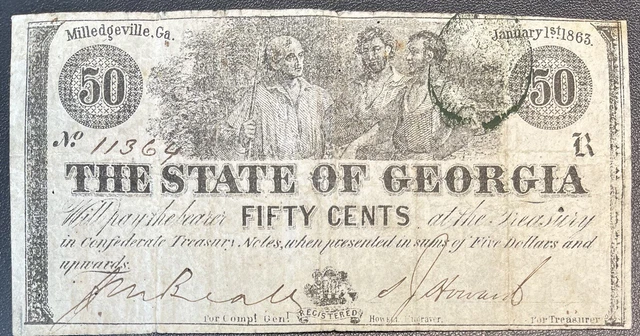 Milledgeville, Ga.
January 1st 1863.
50
50
No 11364
R
THE STATE OF GEORGIA
Will pay the bearer FIFTY CENTS at the Treasury
in Confederate Treasury Notes, when presented in sums of Five Dollars and
upwards.
REGISTERED
For Compt Genl
Howell
For Treasurer